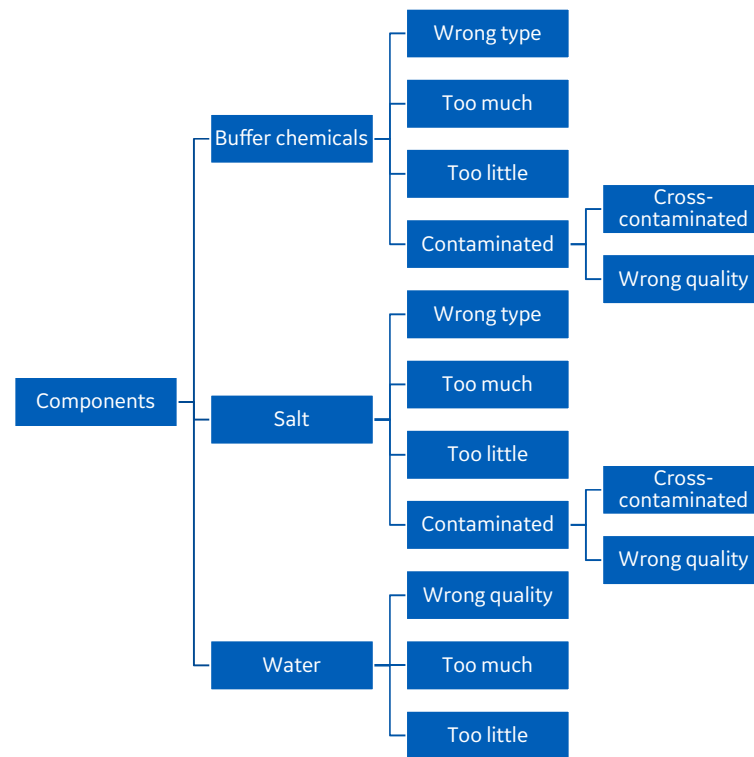 Components
Buffer chemicals
Wrong type
Too much
Too little
Contaminated
Cross-
contaminated
Wrong quality
Salt
Wrong type
Too much
Too little
Contaminated
Cross-
contaminated
Wrong quality
Water
Wrong quality
Too much
Too little